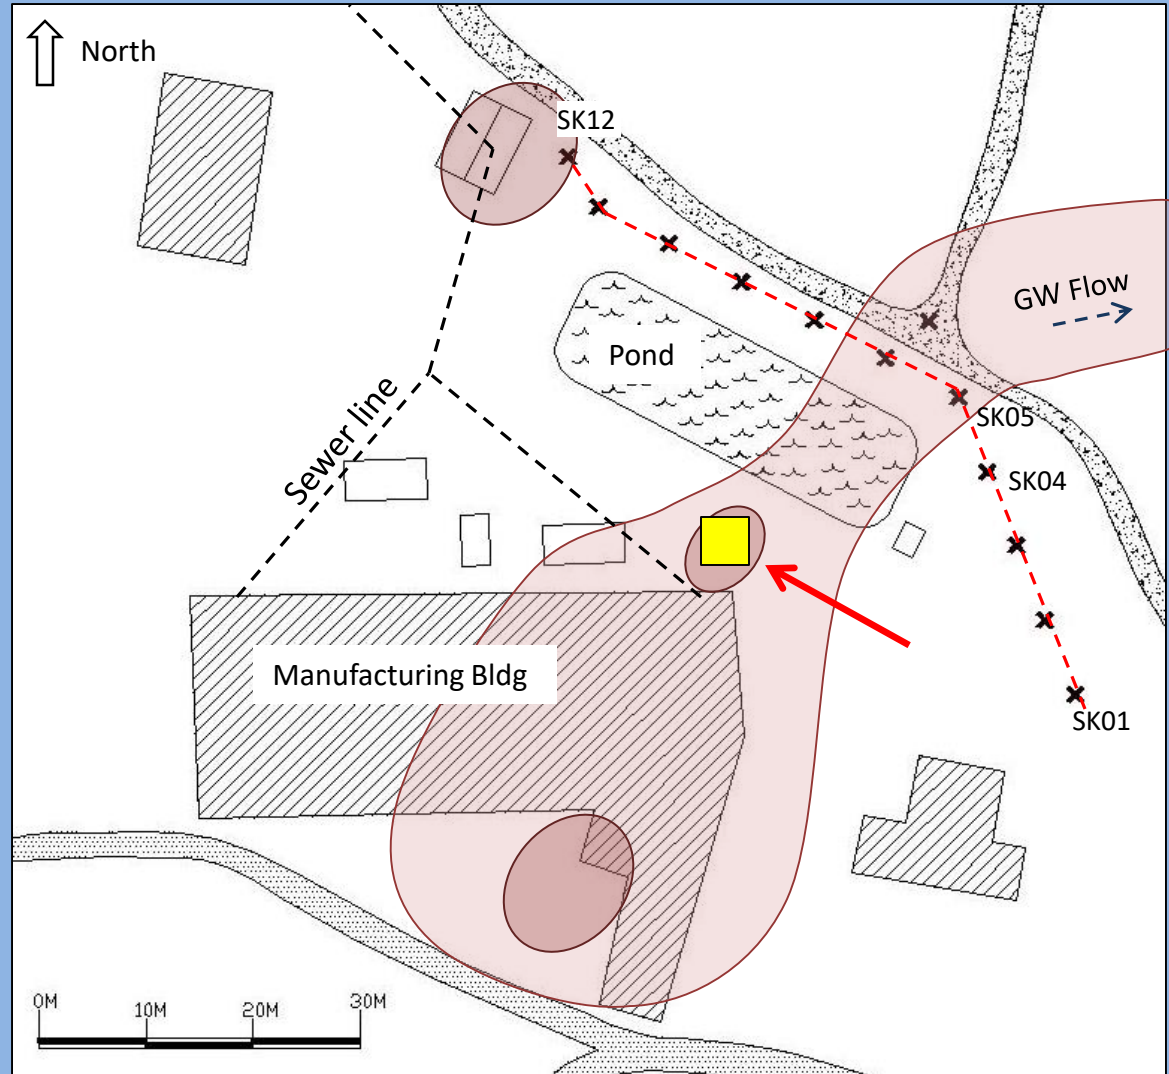 North
SK12
GW Flow
Pond
SK05
Sewer line
SK04
Manufacturing Bldg
SK01
0M
10M
20M
30M